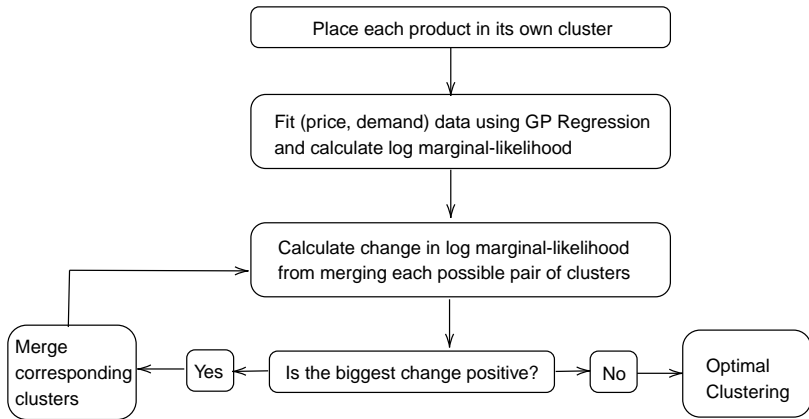 Place each product in its own cluster
Fit (price, demand) data using GP Regression
and calculate log marginal-likelihood
Calculate change in log marginal-likelihood
from merging each possible pair of clusters
Merge
corresponding
clusters
Yes
Is the biggest change positive?
No
Optimal
Clustering